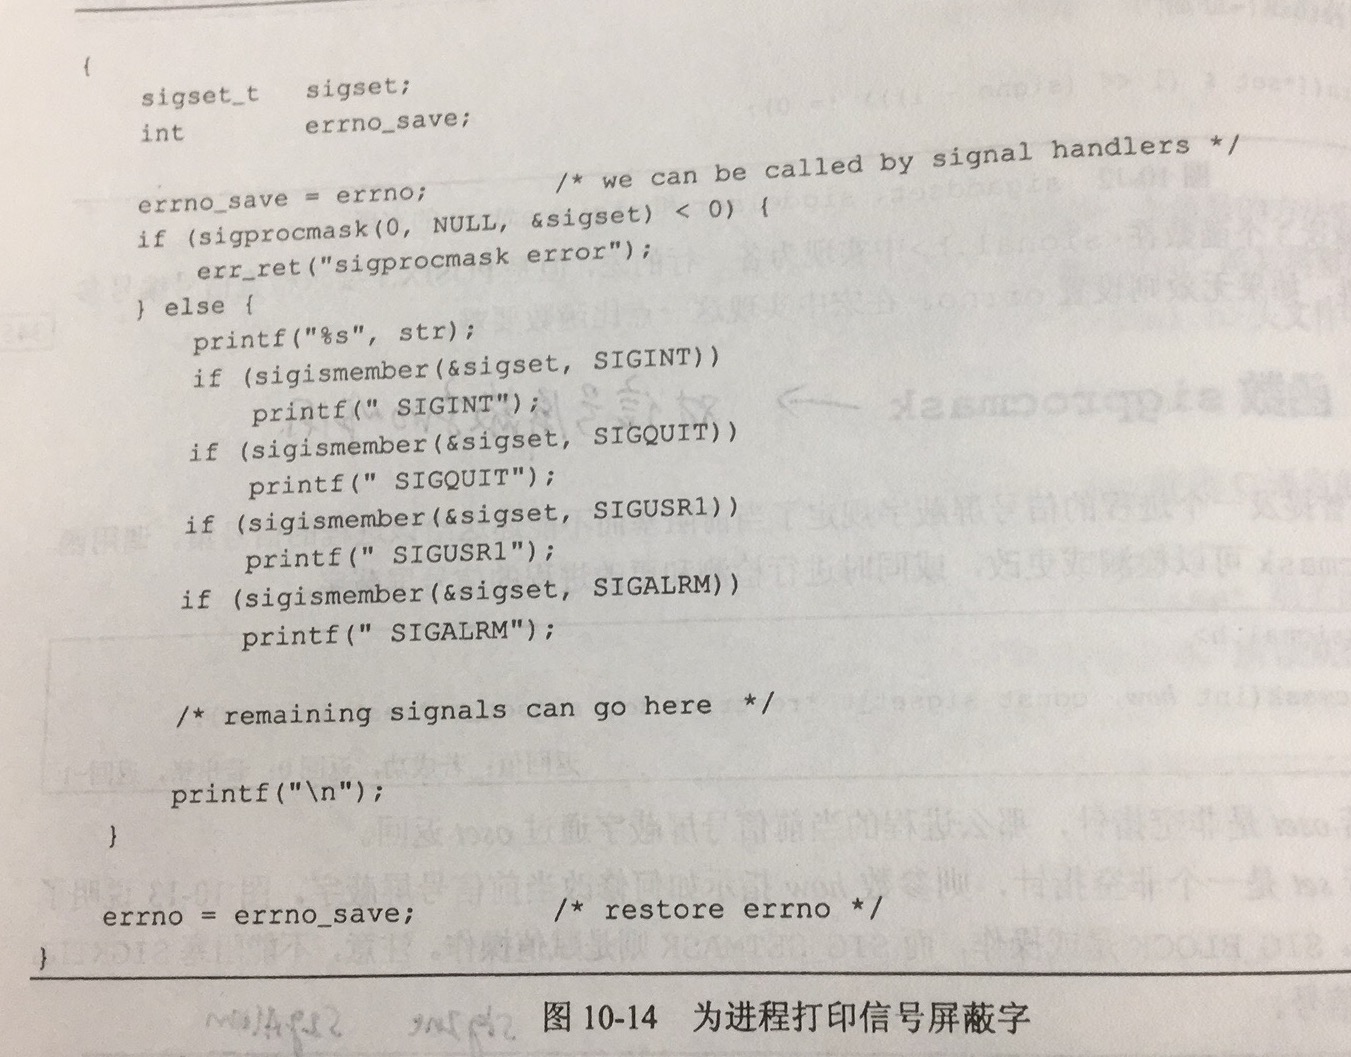 {
sigset_t sigset;
int errno_save;
errno_save = errno; /* we can be called by signal handlers */
if (sigprocmask(0, NULL, &sigset) < 0) {
err_ret("sigprocmask error");
} else {
printf("%s", str);
if (sigismember(&sigset, SIGINT))
printf(" SIGINT");
if (sigismember(&sigset, SIGQUIT))
printf(" SIGQUIT");
if (sigismember(&sigset, SIGUSR1))
printf(" SIGUSR1");
if (sigismember(&sigset, SIGALRM))
printf(" SIGALRM");
/* remaining signals can go here */
printf("\n");
}
errno = errno_save; /* restore errno */
}
图 10-14 为进程打印信号屏蔽字